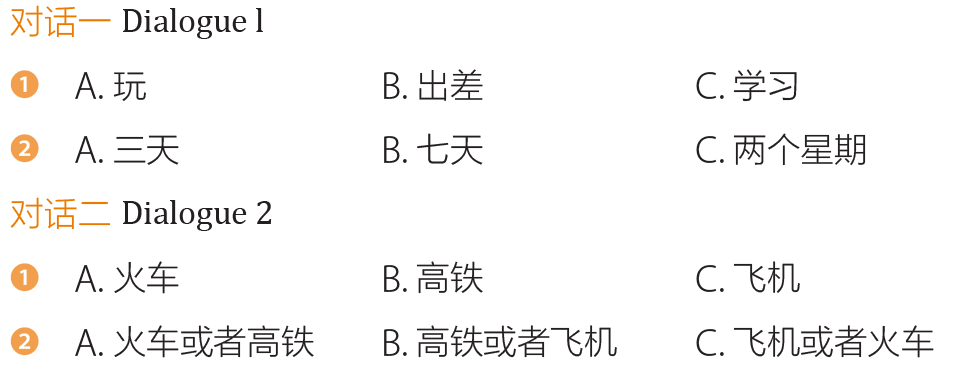 对话一 Dialogue l
1 A. 玩 B. 出差 C. 学习
2 A. 三天 B. 七天 C. 两个星期
对话二 Dialogue 2
1 A. 火车 B. 高铁 C. 飞机
2 A. 火车或者高铁 B. 高铁或者飞机 C. 飞机或者火车